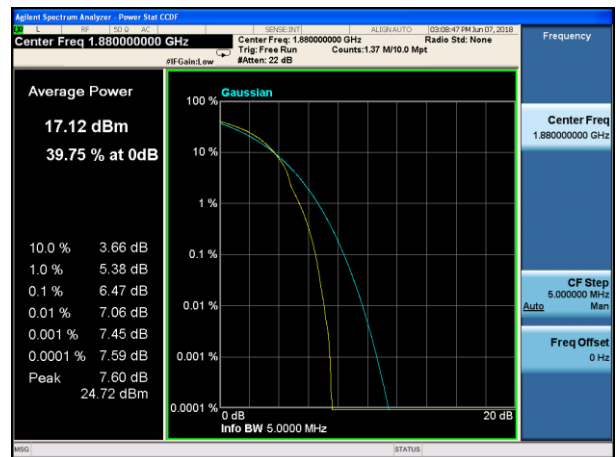 Agilent Spectrum Analyzer - Power Stat CCDF
L RF 50 Ω AC SENSE:INT ALIGNAUTO 03:08:47 PM Jun 07, 2018
Center Freq 1.880000000 GHz
Center Freq: 1.880000000 GHz Radio Std: None
Trig: Free Run Counts:1.37 M/10.0 Mpt
#IFGain:Low #Atten: 22 dB
Frequency
Average Power
17.12 dBm
39.75 % at 0dB
10.0 % 3.66 dB
1.0 % 5.38 dB
0.1 % 6.47 dB
0.01 % 7.06 dB
0.001 % 7.45 dB
0.0001 % 7.59 dB
Peak 7.60 dB
24.72 dBm
Gaussian
100 %
10 %
1 %
0.1 %
0.01 %
0.001 %
0.0001 %
0 dB 20 dB
Info BW 5.0000 MHz
Center Freq
1.880000000 GHz
CF Step
5.000000 MHz
Auto Man
Freq Offset
0 Hz
MSG STATUS